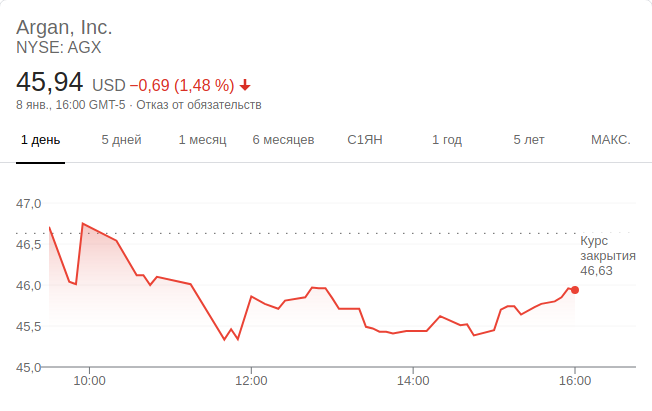 Argan, Inc.
NYSE: AGX
45,94 USD −0,69 (1,48 %)
8 янв., 16:00 GMT-5 · Отказ от обязательств
1 день 5 дней 1 месяц 6 месяцев С1ЯН 1 год 5 лет МАКС.
47,0
46,5
46,0
45,5
45,0
Курс
закрытия
46,63
10:00 12:00 14:00 16:00